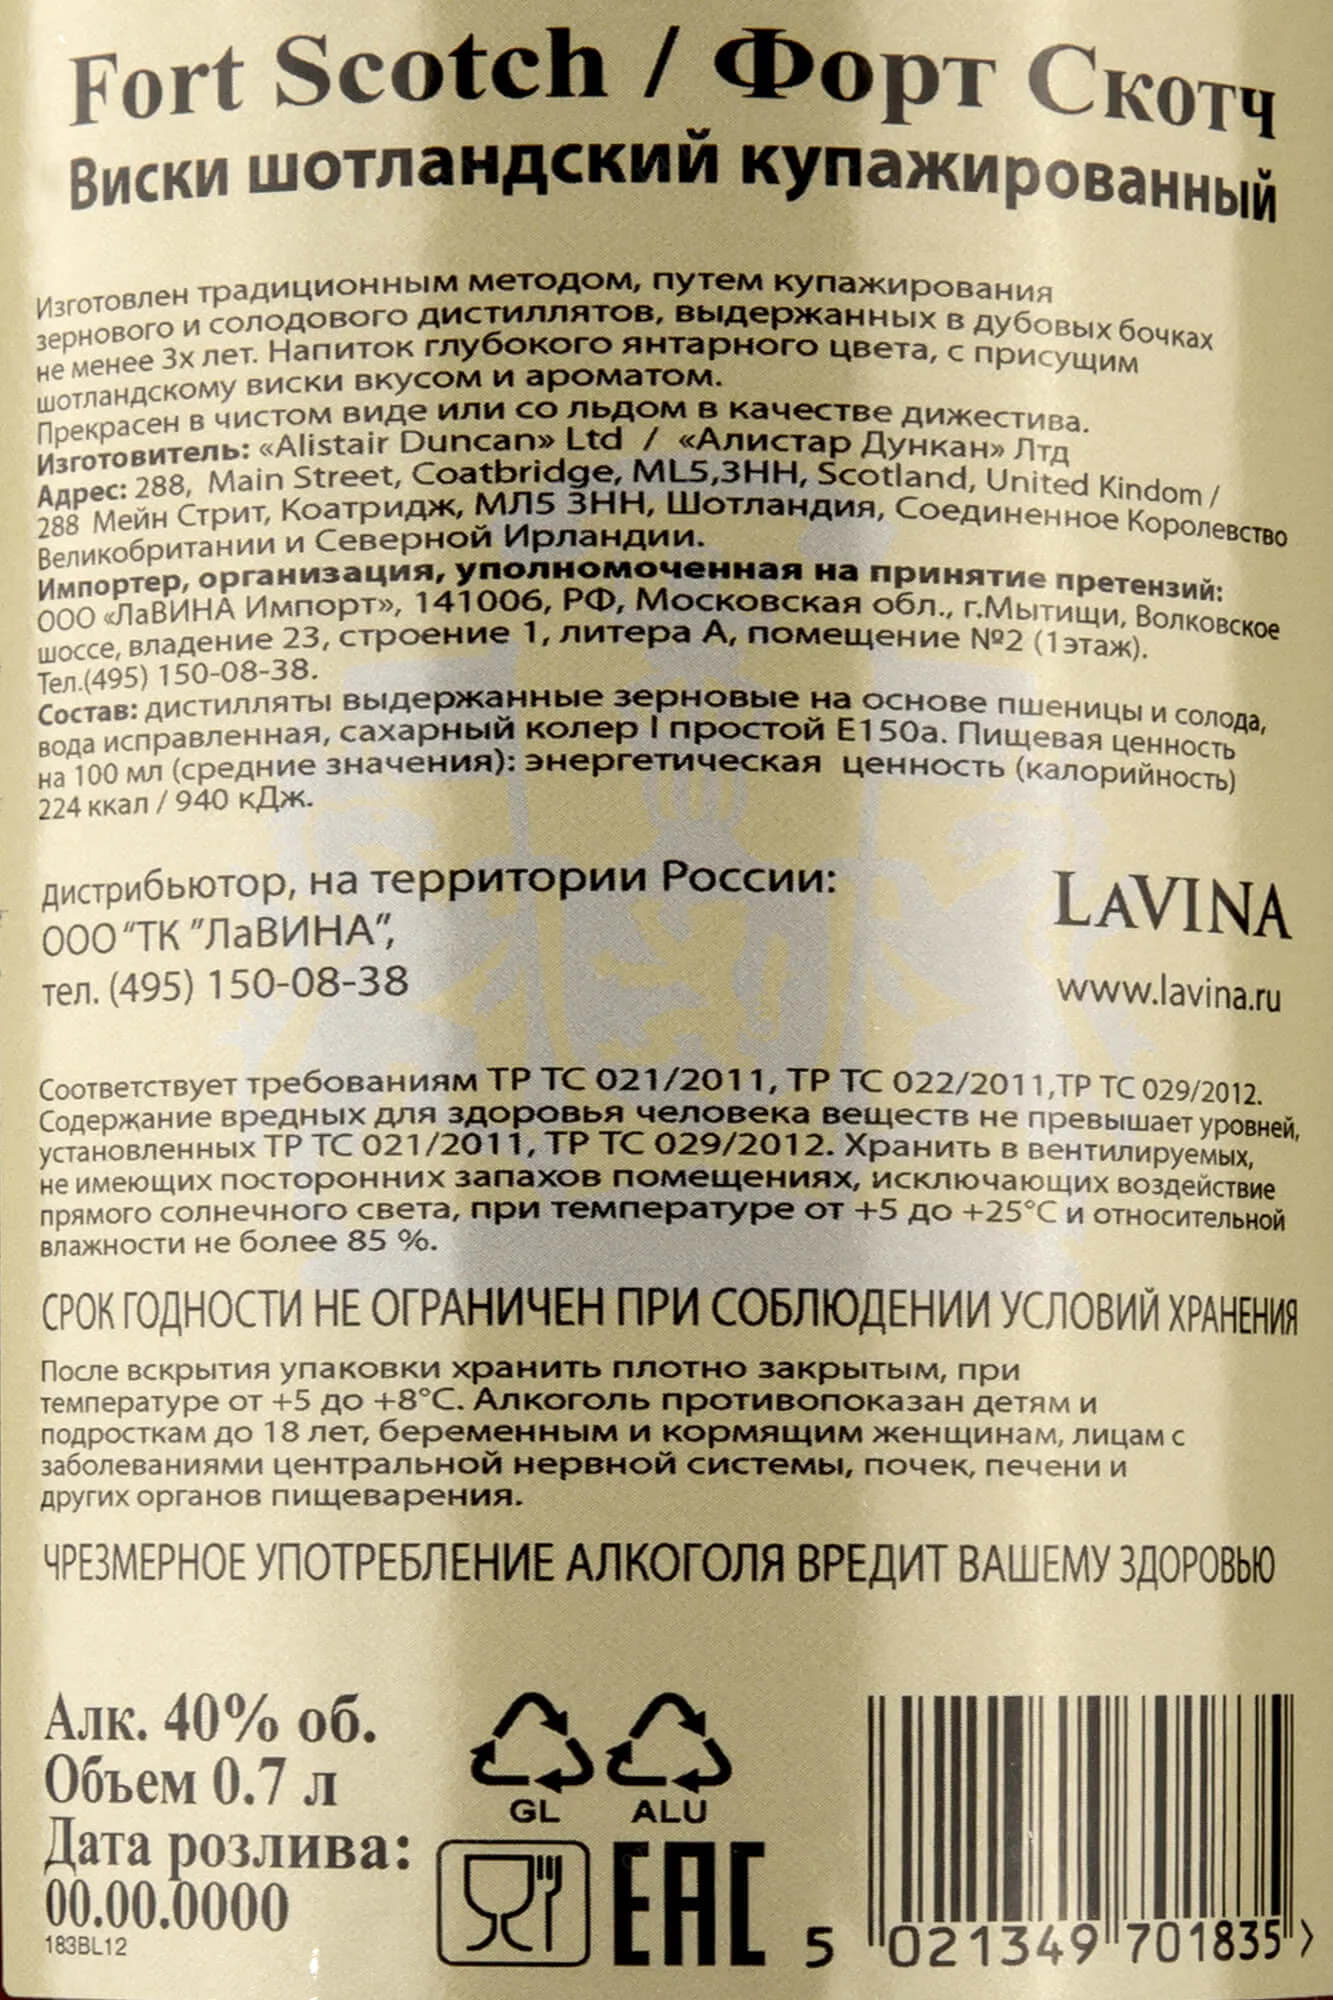 Fort Scotch / Форт Скотч
Виски шотландский купажированный
Изготовлен традиционным методом, путем купажирования
зернового и солодового дистиллятов, выдержанных в дубовых бочках
не менее 3х лет. Напиток глубокого янтарного цвета, с присущим
шотландскому виски вкусом и ароматом.
Прекрасен в чистом виде или со льдом в качестве дижестива.
Изготовитель: «Alistair Duncan» Ltd / «Алистар Дункан» Лтд
Адрес: 288, Main Street, Coatbridge, ML5,3HH, Scotland, United Kindom /
288 Мейн Стрит, Коатридж, МЛ5 3НН, Шотландия, Соединенное Королевство
Великобритании и Северной Ирландии.
Импортер, организация, уполномоченная на принятие претензий:
ООО «ЛаВИНА Импорт», 141006, РФ, Московская обл., г.Мытищи, Волковское
шоссе, владение 23, строение 1, литера А, помещение №2 (1этаж).
Тел.(495) 150-08-38.
Состав: дистилляты выдержанные зерновые на основе пшеницы и солода,
вода исправленная, сахарный колер I простой Е150а. Пищевая ценность
на 100 мл (средние значения): энергетическая ценность (калорийность)
224 ккал / 940 кДж.
дистрибьютор, на территории России:
ООО "ТК "ЛаВИНА",
тел. (495) 150-08-38
LAVINA
www.lavina.ru
Соответствует требованиям ТР ТС 021/2011, ТР ТС 022/2011,ТР ТС 029/2012.
Содержание вредных для здоровья человека веществ не превышает уровней,
установленных ТР ТС 021/2011, ТР ТС 029/2012. Хранить в вентилируемых,
не имеющих посторонних запахов помещениях, исключающих воздействие
прямого солнечного света, при температуре от +5 до +25°С и относительной
влажности не более 85 %.
СРОК ГОДНОСТИ НЕ ОГРАНИЧЕН ПРИ СОБЛЮДЕНИИ УСЛОВИЙ ХРАНЕНИЯ
После вскрытия упаковки хранить плотно закрытым, при
температуре от +5 до +8°С. Алкоголь противопоказан детям и
подросткам до 18 лет, беременным и кормящим женщинам, лицам с
заболеваниями центральной нервной системы, почек, печени и
других органов пищеварения.
ЧРЕЗМЕРНОЕ УПОТРЕБЛЕНИЕ АЛКОГОЛЯ ВРЕДИТ ВАШЕМУ ЗДОРОВЬЮ
Алк. 40% об.
Объем 0.7 л
Дата розлива:
00.00.0000
183BL12
GL ALU
EAC
5 021349 701835 >